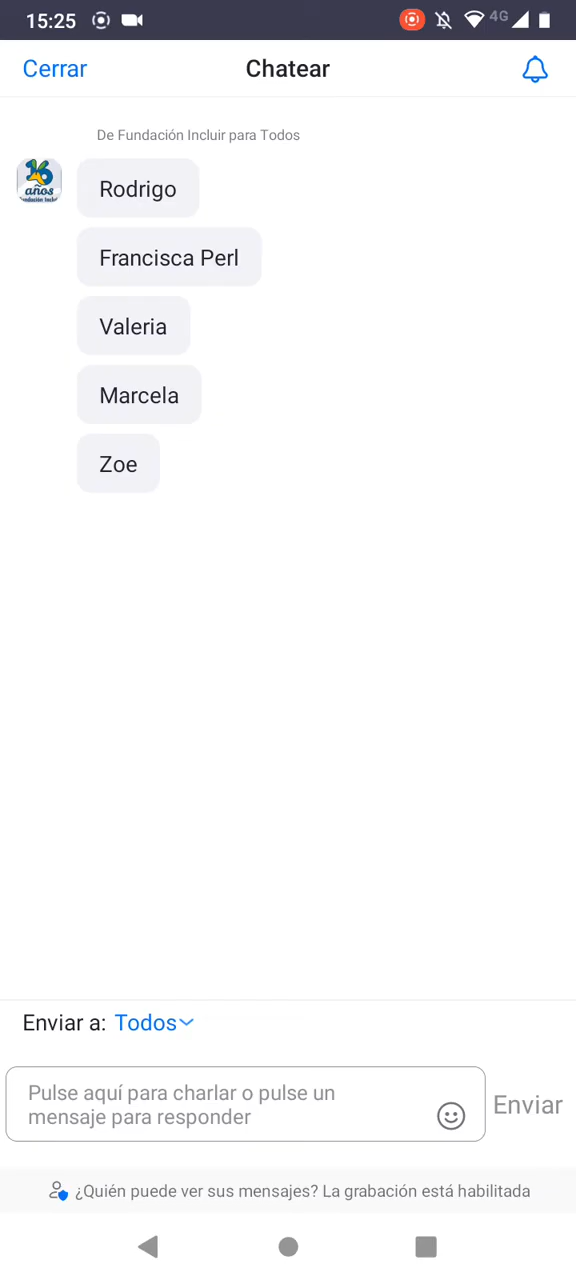 15:25
4G
Cerrar
Chatear
De Fundación Incluir para Todos
16
años
Rodrigo
Francisca Perl
Valeria
Marcela
Zoe
Enviar a: Todos
Pulse aquí para charlar o pulse un
mensaje para responder
Enviar
¿Quién puede ver sus mensajes? La grabación está habilitada